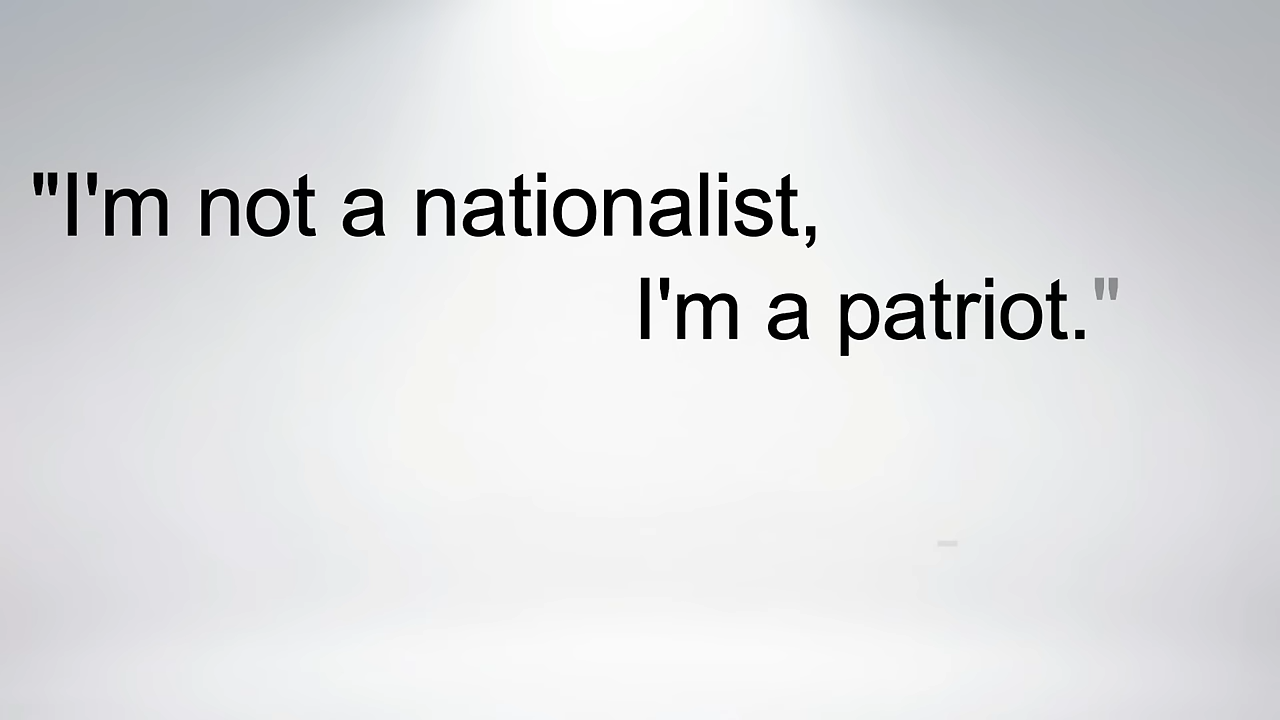 "I'm not a nationalist,
I'm a patriot."
-